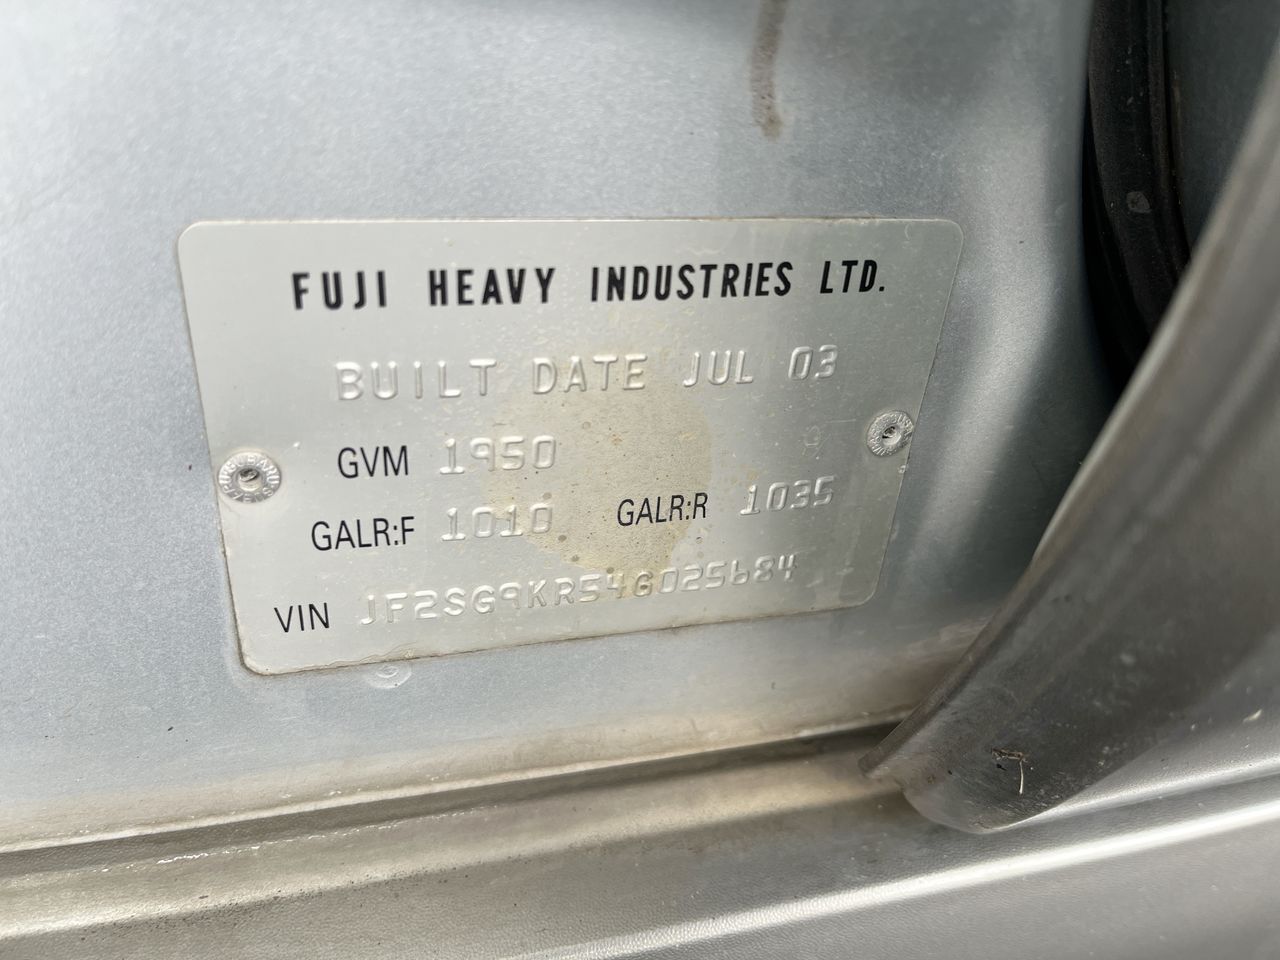 FUJI HEAVY INDUSTRIES LTD.
BUILT DATE JUL 03
GVM 1950
GALR:F 1010 GALR:R 1035
VIN JF2SG9KR54G025684